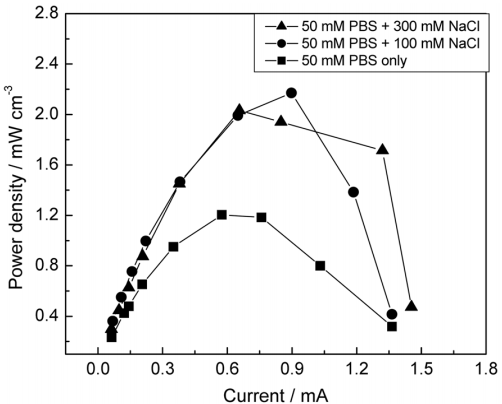 50 mM PBS + 300 mM NaCl
50 mM PBS + 100 mM NaCl
50 mM PBS only
Power density / mW cm⁻³
2.8
2.4
2.0
1.6
1.2
0.8
0.4
0.0 0.3 0.6 0.9 1.2 1.5 1.8
Current / mA